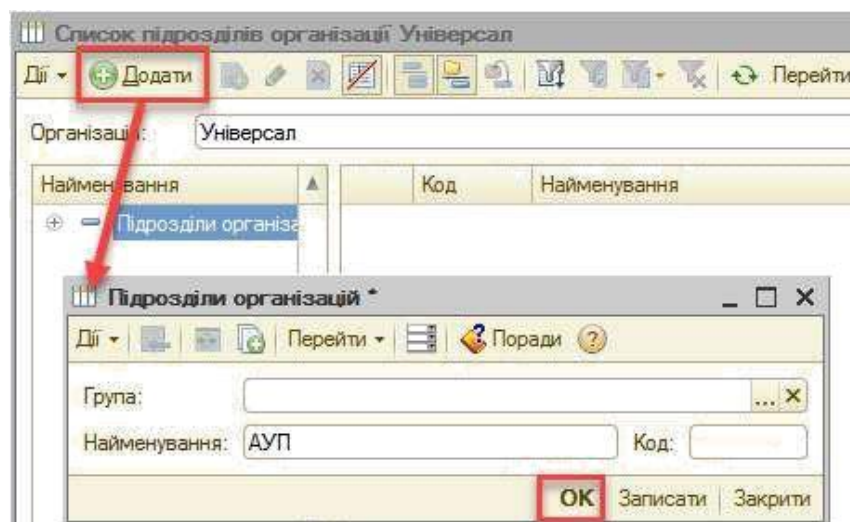 Список підрозділів організації Універсал
Дії Додати Перейти
Організація: Універсал
Найменування Код Найменування
Підрозділи організа
Підрозділи організацій *
Дії Перейти Поради ?
Група: ...
Найменування: АУП Код:
OK Записати Закрити